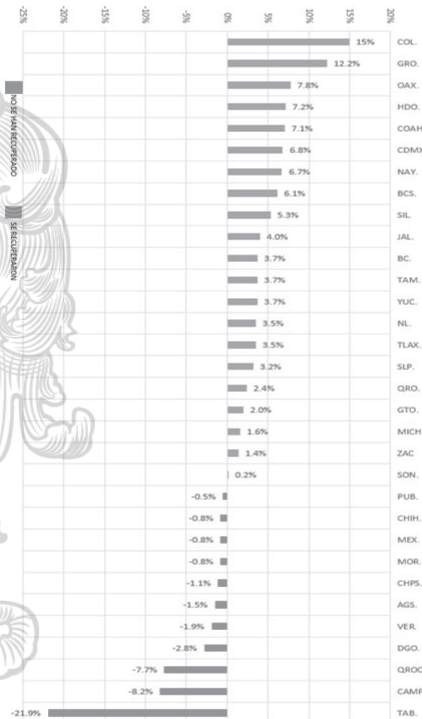 -25% -20% -15% -10% -5% 0% 5% 10% 15% 20%
15% COL.
12.2% GRO.
7.8% OAX.
7.2% HDO.
7.1% COAH
6.8% CDMX
6.7% NAY.
6.1% BCS.
5.3% SIL.
4.0% JAL.
3.7% BC.
3.7% TAM.
3.7% YUC.
3.5% NL.
3.5% TLAX.
3.2% SLP.
2.4% QRO.
2.0% GTO.
1.6% MICH
1.4% ZAC
0.2% SON.
-0.5% PUB.
-0.8% CHIH.
-0.8% MEX.
-0.8% MOR.
-1.1% CHPS.
-1.5% AGS.
-1.9% VER.
-2.8% DGO.
-7.7% QROO
-8.2% CAMP
-21.9% TAB.
NO SE HAN RECUPERADO
SE RECUPERARON